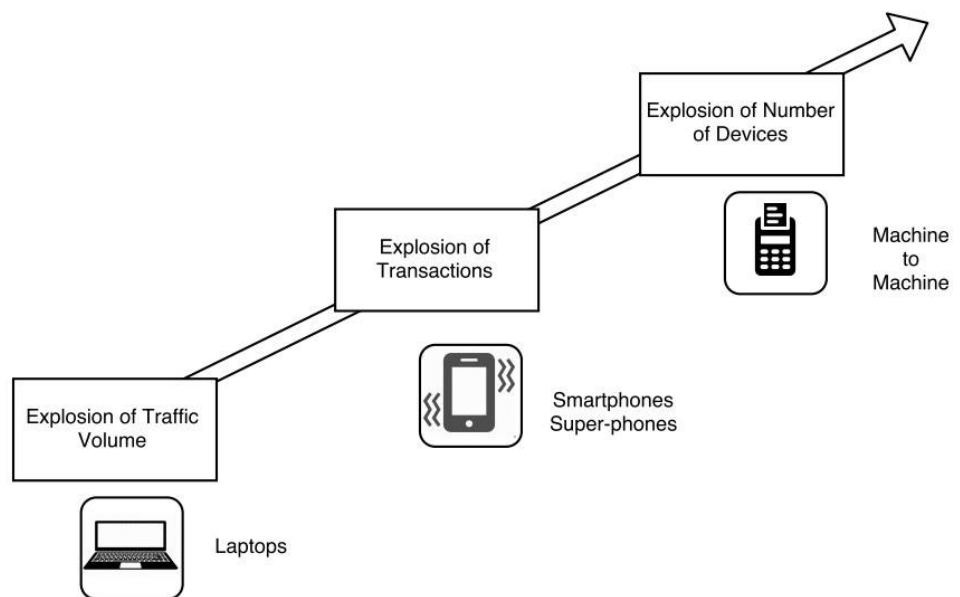 Explosion of Number
of Devices
Machine
to
Machine
Explosion of
Transactions
Smartphones
Super-phones
Explosion of Traffic
Volume
Laptops